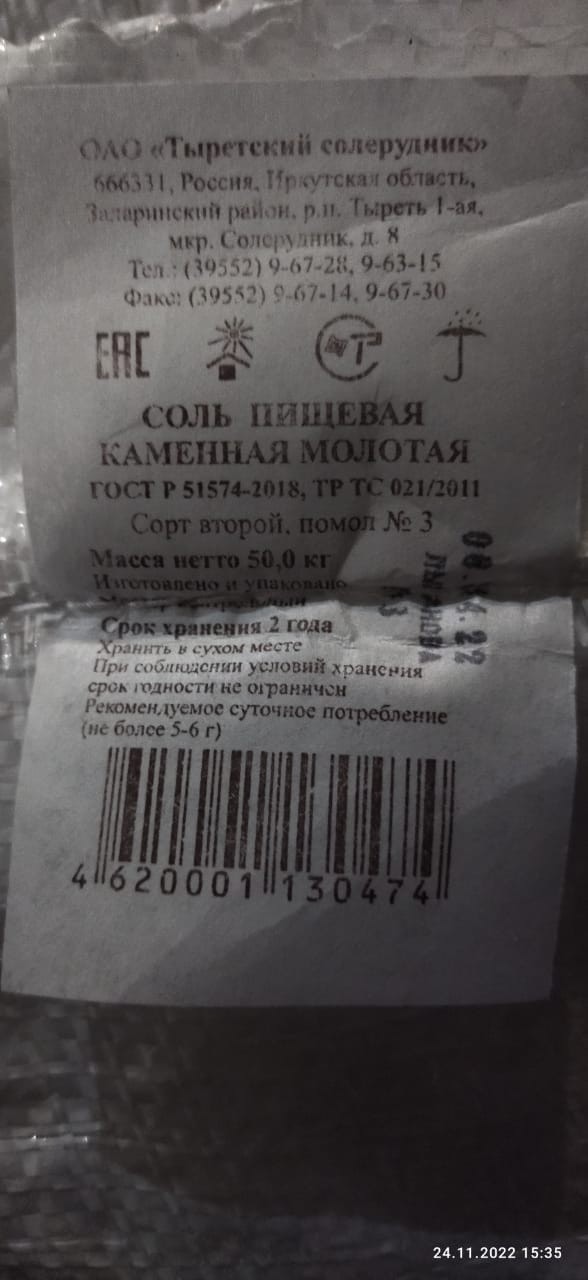 ОАО «Тыретский солерудник»
666331, Россия, Иркутская область,
Заларинский район, р.п. Тыреть 1-ая,
мкр. Солерудник, д. 8
Тел.: (39552) 9-67-28, 9-63-15
Факс: (39552) 9-67-14, 9-67-30
ЕАС
СОЛЬ ПИЩЕВАЯ
КАМЕННАЯ МОЛОТАЯ
ГОСТ Р 51574-2018, ТР ТС 021/2011
Сорт второй, помол № 3
Масса нетто 50,0 кг
Изготовлено и упаковано
Срок хранения 2 года
Хранить в сухом месте
При соблюдении условий хранения
срок годности не ограничен
Рекомендуемое суточное потребление
(не более 5-6 г)
4 620001 130474
24.11.2022 15:35